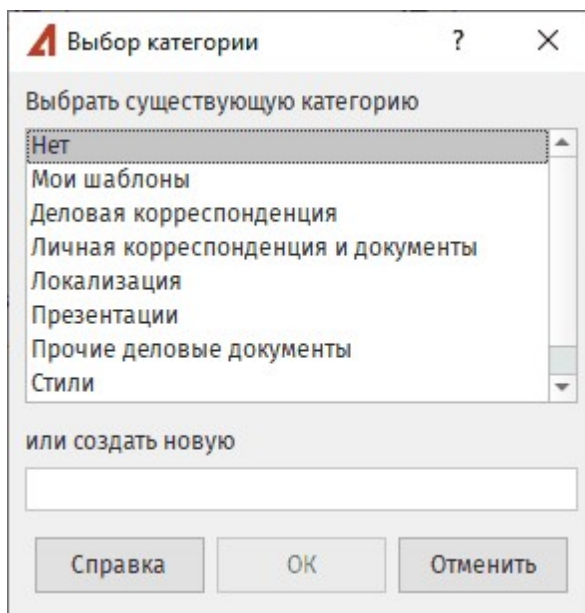 Выбор категории ?
Выбрать существующую категорию
Нет
Мои шаблоны
Деловая корреспонденция
Личная корреспонденция и документы
Локализация
Презентации
Прочие деловые документы
Стили
или создать новую
Справка ОК Отменить